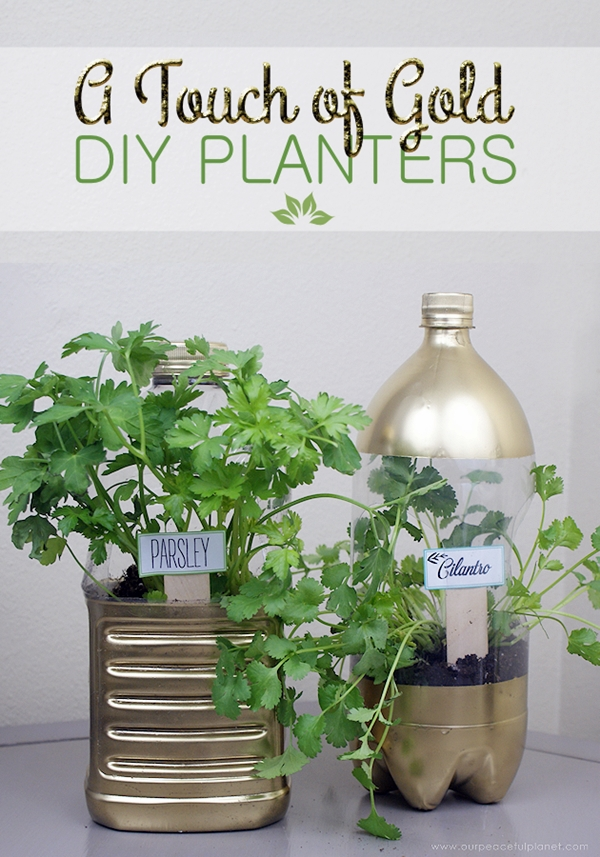 A Touch of Gold
DIY PLANTERS
PARSLEY
Cilantro
www.ourpeacefulplanet.com